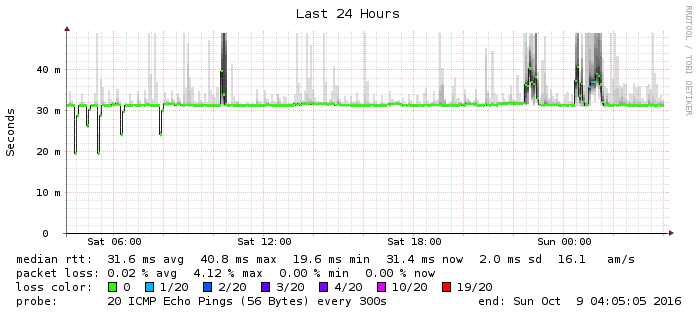 Last 24 Hours
RRDTOOL / TOBI OETIKER
Seconds
40 m
30 m
20 m
10 m
0
Sat 06:00 Sat 12:00 Sat 18:00 Sun 00:00
median rtt: 31.6 ms avg 40.8 ms max 19.6 ms min 31.4 ms now 2.0 ms sd 16.1 am/s
packet loss: 0.02 % avg 4.12 % max 0.00 % min 0.00 % now
loss color: 0 1/20 2/20 3/20 4/20 10/20 19/20
probe: 20 ICMP Echo Pings (56 Bytes) every 300s end: Sun Oct 9 04:05:05 2016